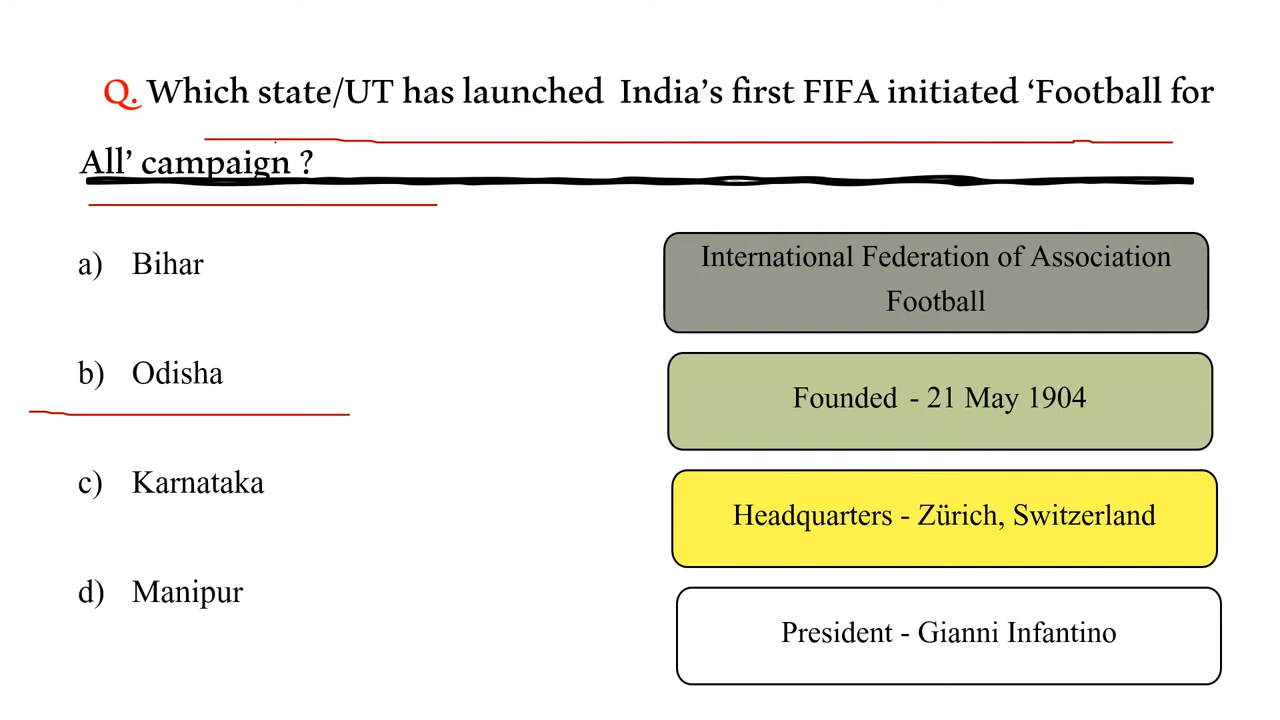 Q. Which state/UT has launched India's first FIFA initiated ‘Football for
All’ campaign ?
a) Bihar
b) Odisha
c) Karnataka
d) Manipur
International Federation of Association
Football
Founded - 21 May 1904
Headquarters - Zürich, Switzerland
President - Gianni Infantino